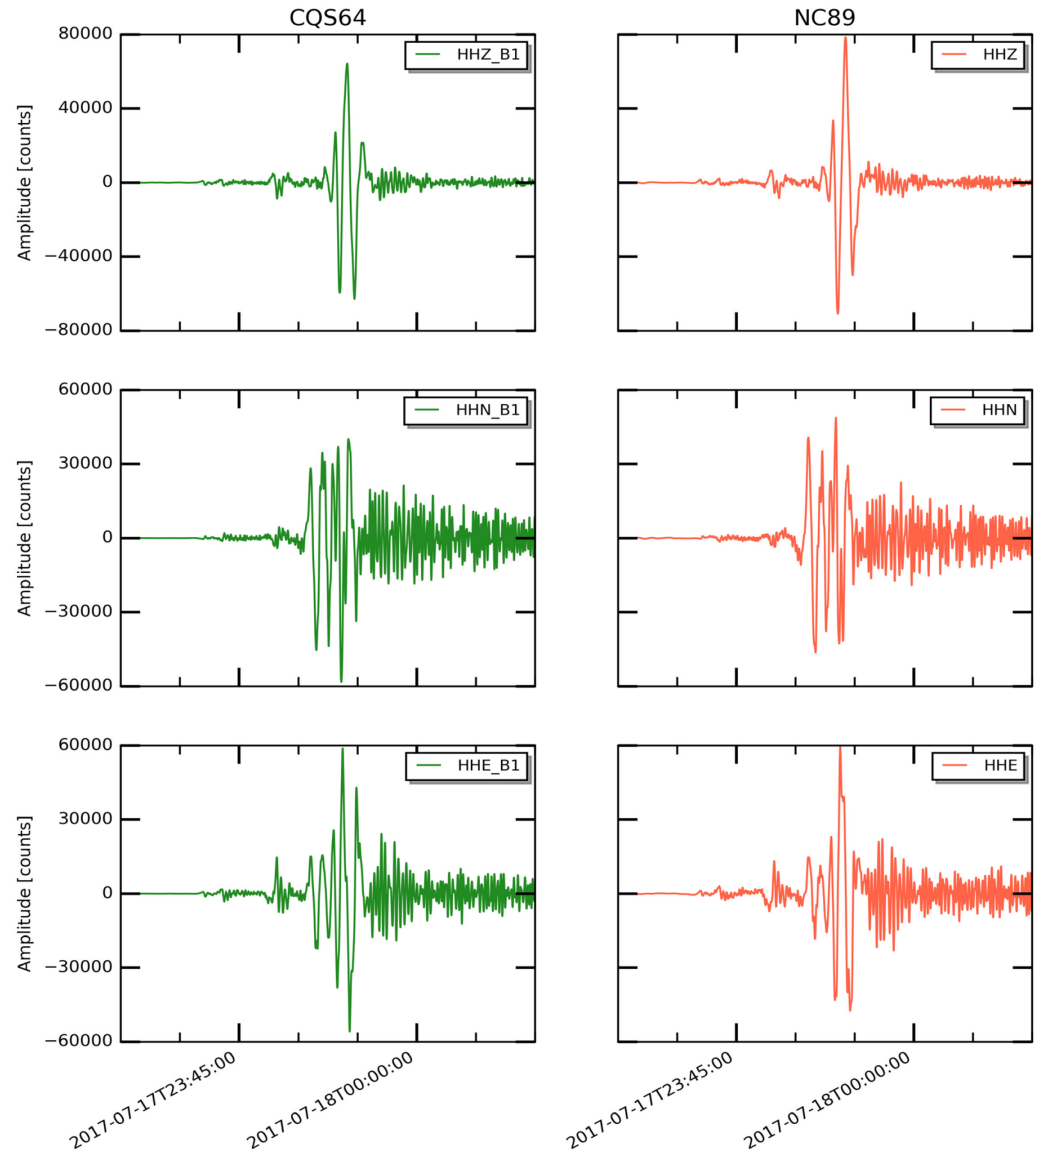 CQS64 NC89
80000 HHZ_B1 HHZ
40000
0
−40000
−80000
Amplitude [counts]
60000 HHN_B1 HHN
30000
0
−30000
−60000
Amplitude [counts]
60000 HHE_B1 HHE
30000
0
−30000
−60000
Amplitude [counts]
2017-07-17T23:45:00 2017-07-18T00:00:00 2017-07-17T23:45:00 2017-07-18T00:00:00